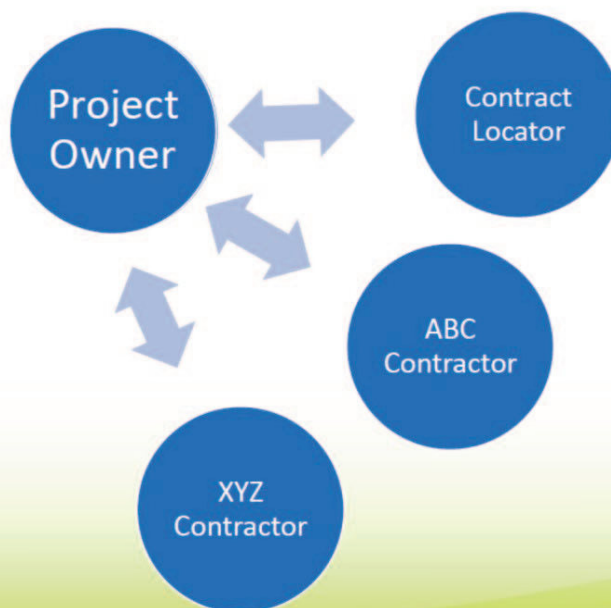 Project
Owner
Contract
Locator
ABC
Contractor
XYZ
Contractor